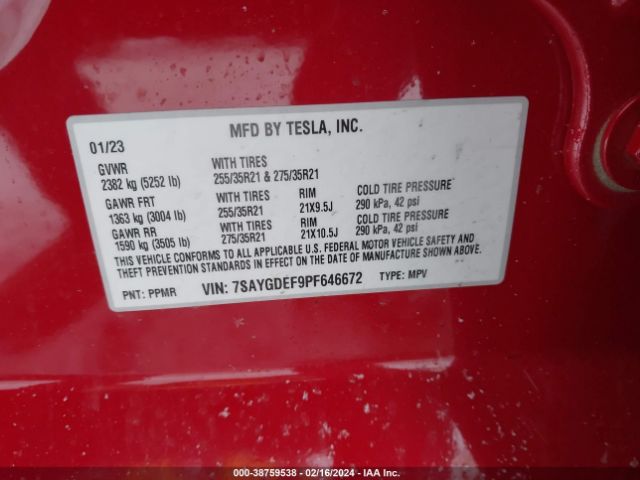 MFD BY TESLA, INC.
01/23
GVWR WITH TIRES
2382 kg (5252 lb) 255/35R21 & 275/35R21
GAWR FRT WITH TIRES RIM COLD TIRE PRESSURE
1363 kg (3004 lb) 255/35R21 21X9.5J 290 kPa, 42 psi
GAWR RR WITH TIRES RIM COLD TIRE PRESSURE
1590 kg (3505 lb) 275/35R21 21X10.5J 290 kPa, 42 psi
THIS VEHICLE CONFORMS TO ALL APPLICABLE U.S. FEDERAL MOTOR VEHICLE SAFETY AND
THEFT PREVENTION STANDARDS IN EFFECT ON THE DATE OF MANUFACTURE SHOWN ABOVE.
PNT: PPMR VIN: 7SAYGDEF9PF646672 TYPE: MPV
000-38759538 - 02/16/2024 - IAA Inc.